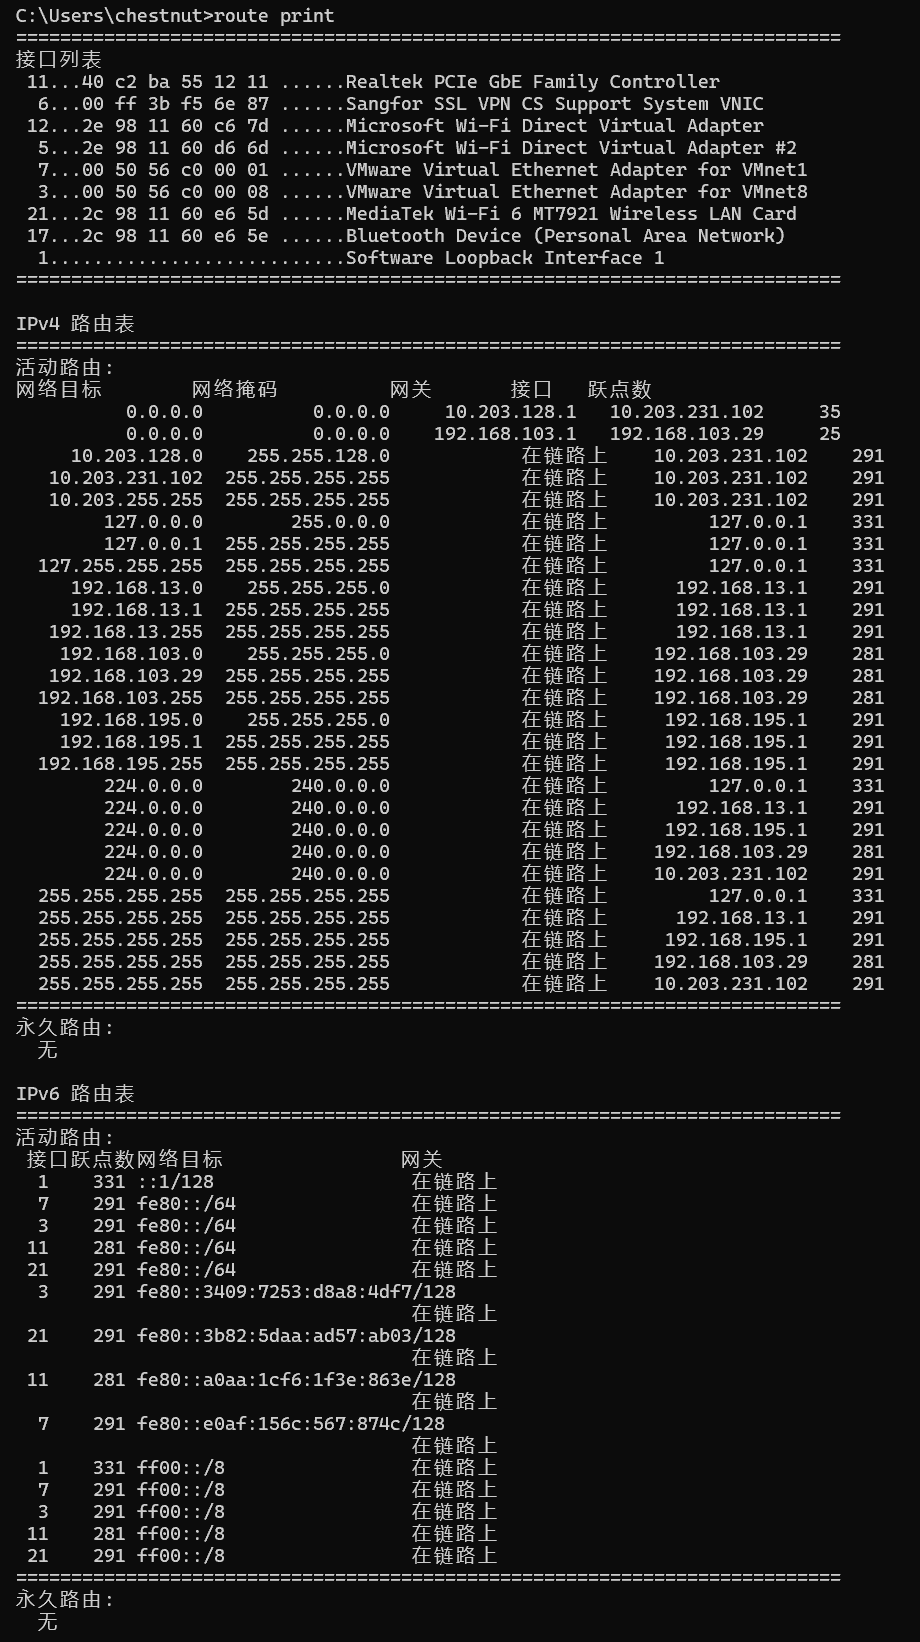 C:\Users\chestnut>route print
===========================================================================
接口列表
 11...40 c2 ba 55 12 11 ......Realtek PCIe GbE Family Controller
  6...00 ff 3b f5 6e 87 ......Sangfor SSL VPN CS Support System VNIC
 12...2e 98 11 60 c6 7d ......Microsoft Wi-Fi Direct Virtual Adapter
  5...2e 98 11 60 d6 6d ......Microsoft Wi-Fi Direct Virtual Adapter #2
  7...00 50 56 c0 00 01 ......VMware Virtual Ethernet Adapter for VMnet1
  3...00 50 56 c0 00 08 ......VMware Virtual Ethernet Adapter for VMnet8
 21...2c 98 11 60 e6 5d ......MediaTek Wi-Fi 6 MT7921 Wireless LAN Card
 17...2c 98 11 60 e6 5e ......Bluetooth Device (Personal Area Network)
  1...........................Software Loopback Interface 1
===========================================================================
IPv4 路由表
===========================================================================
活动路由:
网络目标        网络掩码          网关       接口   跃点数
          0.0.0.0          0.0.0.0     10.203.128.1   10.203.231.102     35
          0.0.0.0          0.0.0.0    192.168.103.1   192.168.103.29     25
     10.203.128.0    255.255.128.0            在链路上    10.203.231.102    291
   10.203.231.102  255.255.255.255            在链路上    10.203.231.102    291
   10.203.255.255  255.255.255.255            在链路上    10.203.231.102    291
        127.0.0.0        255.0.0.0            在链路上         127.0.0.1    331
        127.0.0.1  255.255.255.255            在链路上         127.0.0.1    331
  127.255.255.255  255.255.255.255            在链路上         127.0.0.1    331
     192.168.13.0    255.255.255.0            在链路上      192.168.13.1    291
     192.168.13.1  255.255.255.255            在链路上      192.168.13.1    291
   192.168.13.255  255.255.255.255            在链路上      192.168.13.1    291
    192.168.103.0    255.255.255.0            在链路上    192.168.103.29    281
   192.168.103.29  255.255.255.255            在链路上    192.168.103.29    281
  192.168.103.255  255.255.255.255            在链路上    192.168.103.29    281
    192.168.195.0    255.255.255.0            在链路上     192.168.195.1    291
    192.168.195.1  255.255.255.255            在链路上     192.168.195.1    291
  192.168.195.255  255.255.255.255            在链路上     192.168.195.1    291
        224.0.0.0        240.0.0.0            在链路上         127.0.0.1    331
        224.0.0.0        240.0.0.0            在链路上      192.168.13.1    291
        224.0.0.0        240.0.0.0            在链路上     192.168.195.1    291
        224.0.0.0        240.0.0.0            在链路上    192.168.103.29    281
        224.0.0.0        240.0.0.0            在链路上    10.203.231.102    291
  255.255.255.255  255.255.255.255            在链路上         127.0.0.1    331
  255.255.255.255  255.255.255.255            在链路上      192.168.13.1    291
  255.255.255.255  255.255.255.255            在链路上     192.168.195.1    291
  255.255.255.255  255.255.255.255            在链路上    192.168.103.29    281
  255.255.255.255  255.255.255.255            在链路上    10.203.231.102    291
===========================================================================
永久路由:
  无
IPv6 路由表
===========================================================================
活动路由:
 接口跃点数网络目标                网关
  1    331 ::1/128                  在链路上
  7    291 fe80::/64                在链路上
  3    291 fe80::/64                在链路上
 11    281 fe80::/64                在链路上
 21    291 fe80::/64                在链路上
  3    291 fe80::3409:7253:d8a8:4df7/128
                                    在链路上
 21    291 fe80::3b82:5daa:ad57:ab03/128
                                    在链路上
 11    281 fe80::a0aa:1cf6:1f3e:863e/128
                                    在链路上
  7    291 fe80::e0af:156c:567:874c/128
                                    在链路上
  1    331 ff00::/8                 在链路上
  7    291 ff00::/8                 在链路上
  3    291 ff00::/8                 在链路上
 11    281 ff00::/8                 在链路上
 21    291 ff00::/8                 在链路上
===========================================================================
永久路由:
  无